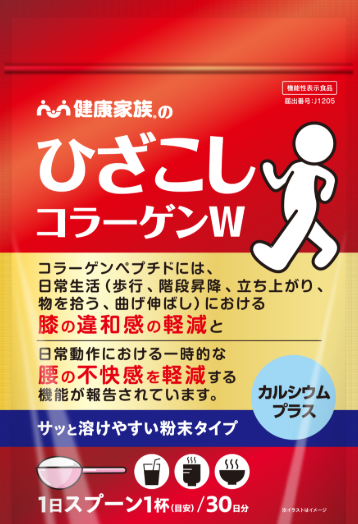 機能性表示食品
届出番号:J1205
健康家族®の
ひざこし
コラーゲンW
コラーゲンペプチドには、
日常生活(歩行、階段昇降、立ち上がり、
物を拾う、曲げ伸ばし)における
膝の違和感の軽減と
日常動作における一時的な
腰の不快感を軽減する
機能が報告されています。
カルシウム
プラス
サッと溶けやすい粉末タイプ
1日スプーン1杯(目安)/30日分
※イラストはイメージ